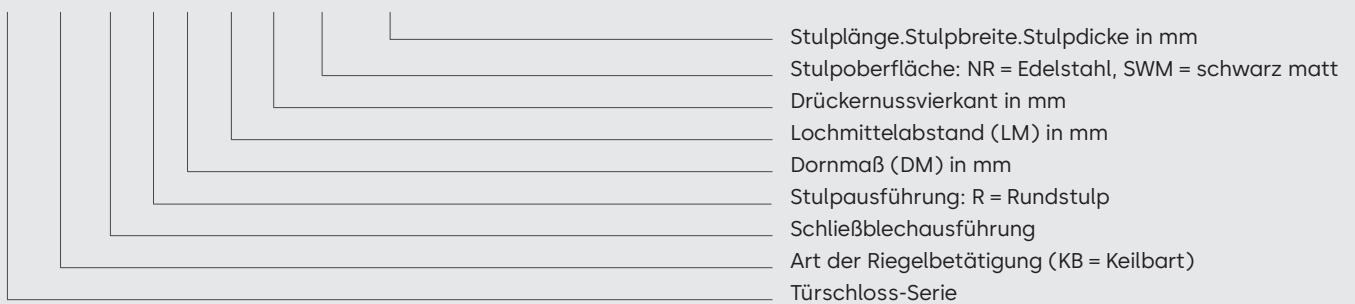 Stulplänge.Stulpbreite.Stulpdicke in mm
Stulpoberfläche: NR = Edelstahl, SWM = schwarz matt
Drückernussvierkant in mm
Lochmittelabstand (LM) in mm
Dornmaß (DM) in mm
Stulpausführung: R = Rundstulp
Schließblechausführung
Art der Riegelbetätigung (KB = Keilbart)
Türschloss-Serie